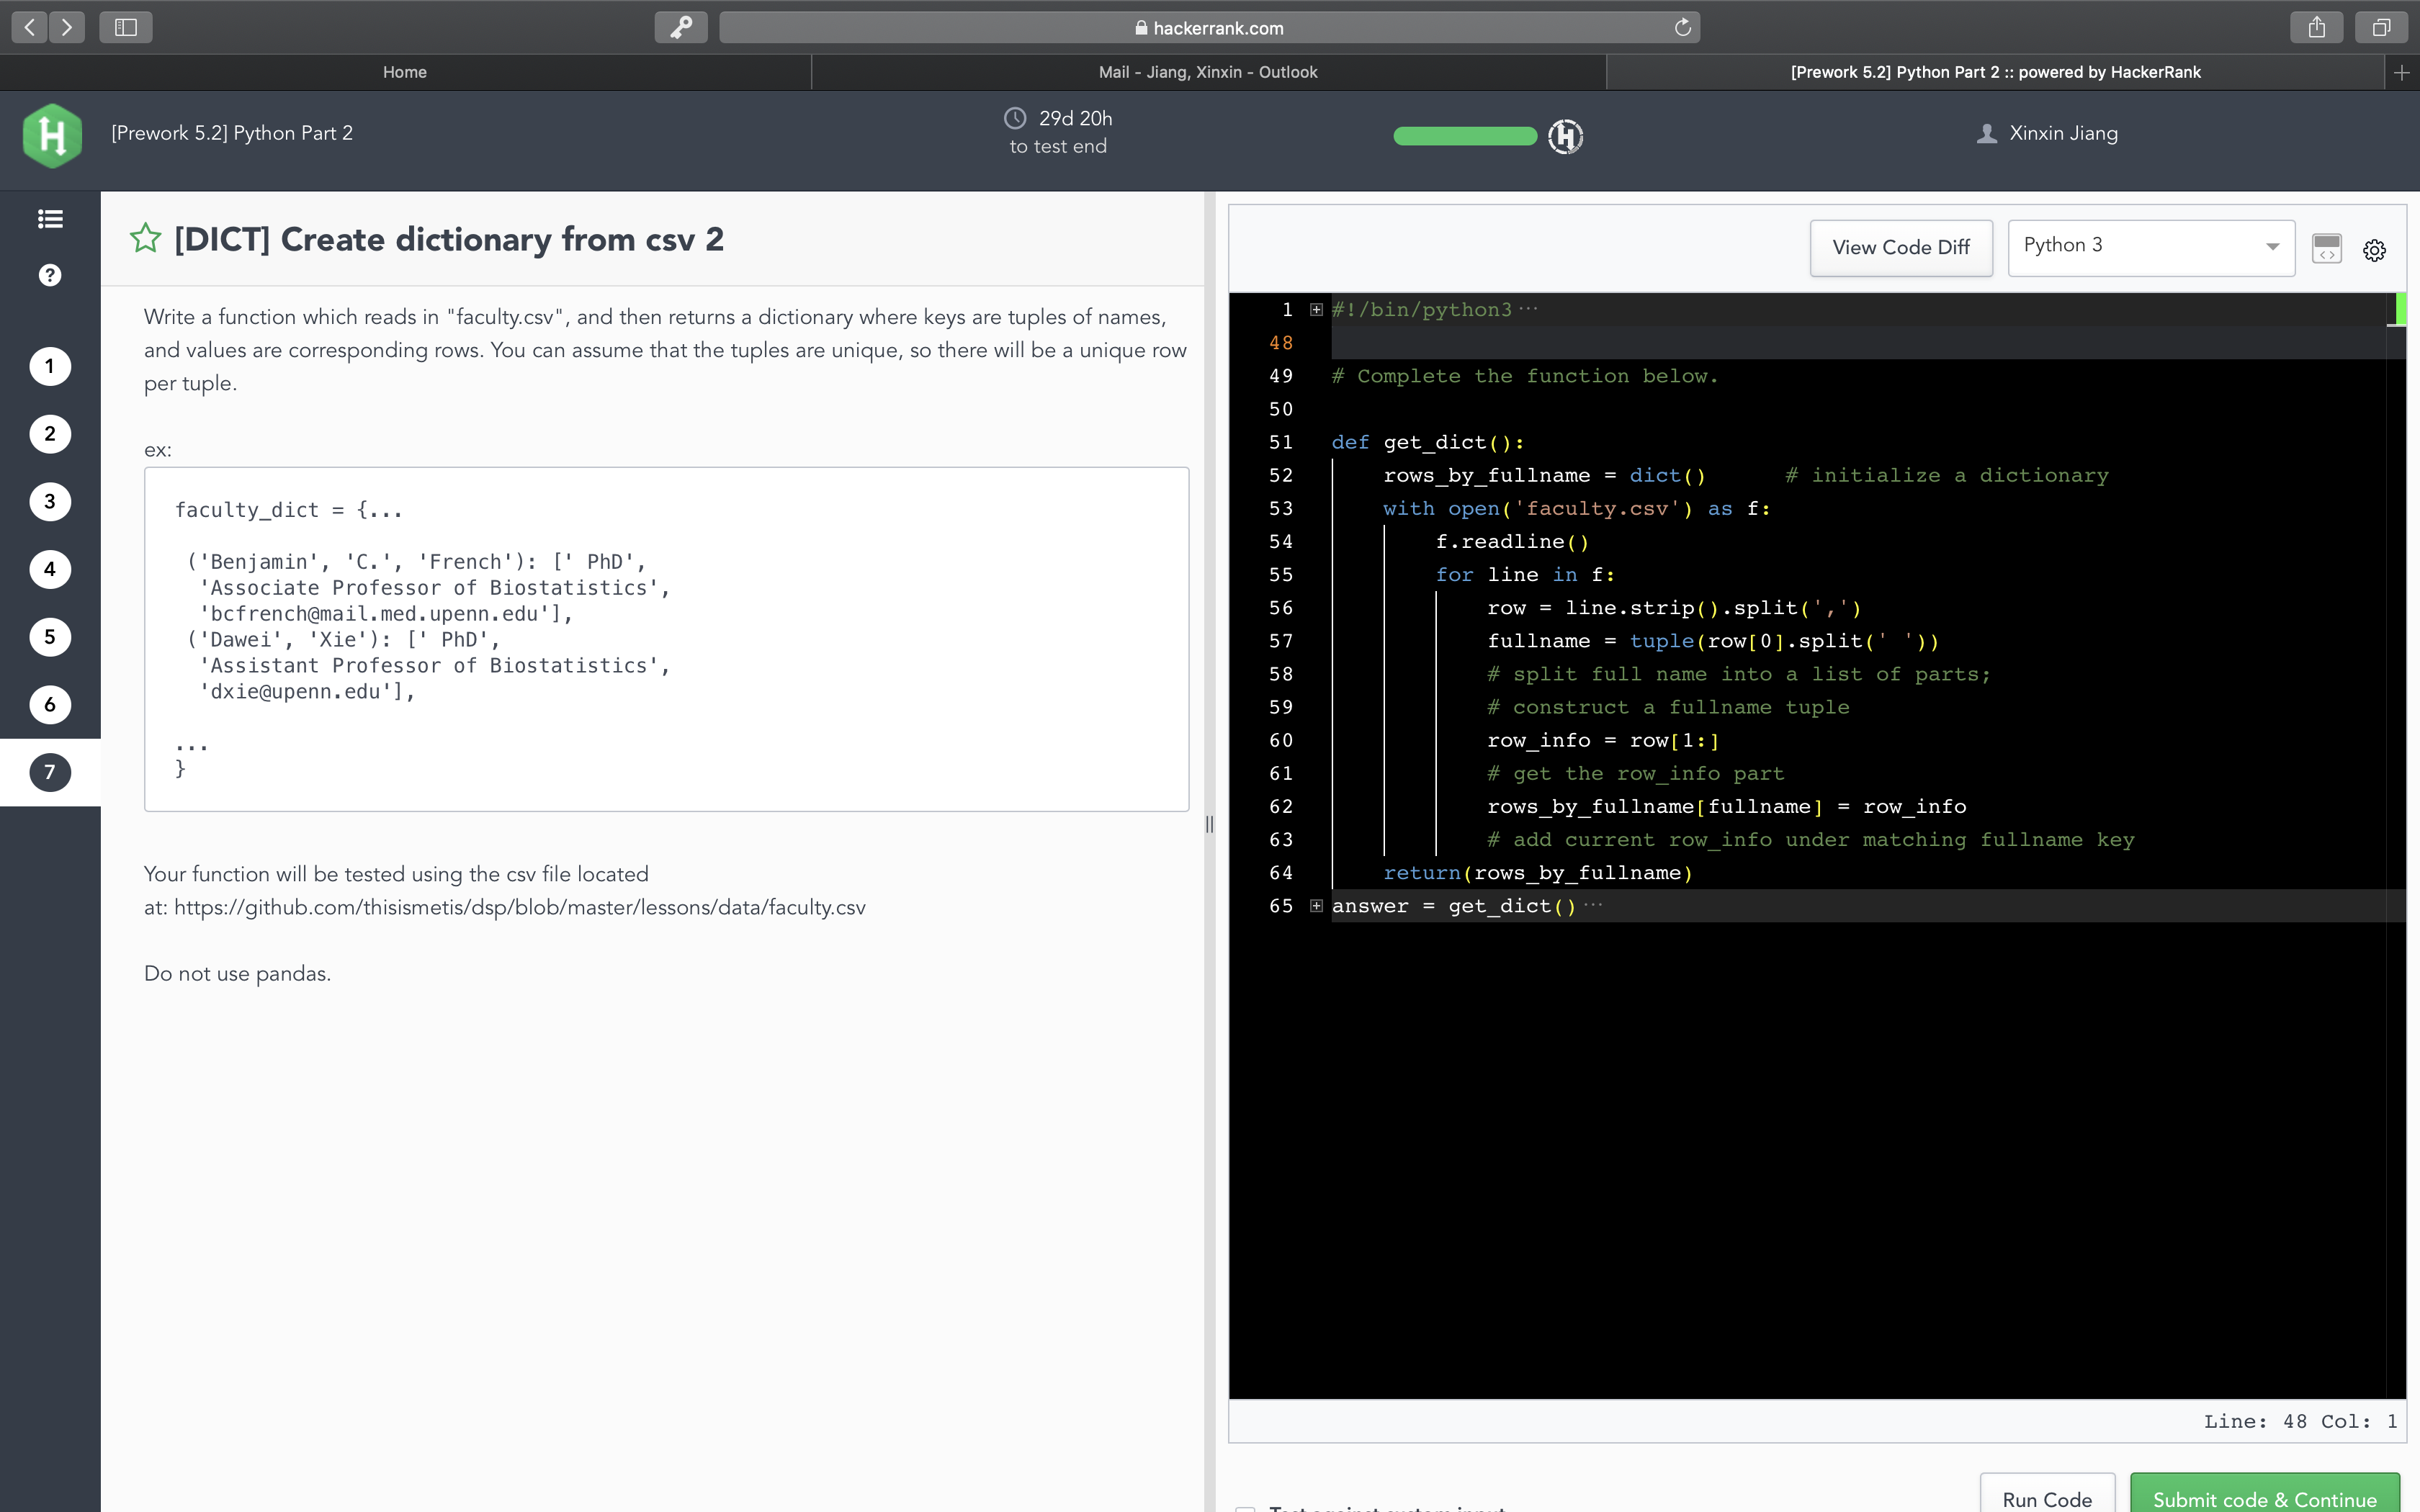 hackerrank.com
Home
Mail - Jiang, Xinxin - Outlook
[Prework 5.2] Python Part 2 :: powered by HackerRank
[Prework 5.2] Python Part 2
29d 20h
to test end
Xinxin Jiang
[DICT] Create dictionary from csv 2
1
2
3
4
5
6
7
Write a function which reads in "faculty.csv", and then returns a dictionary where keys are tuples of names,
and values are corresponding rows. You can assume that the tuples are unique, so there will be a unique row
per tuple.
ex:
faculty_dict = {...
('Benjamin', 'C.', 'French'): [' PhD',
'Associate Professor of Biostatistics',
'bcfrench@mail.med.upenn.edu'],
('Dawei', 'Xie'): [' PhD',
'Assistant Professor of Biostatistics',
'dxie@upenn.edu'],
...
}
Your function will be tested using the csv file located
at: https://github.com/thisismetis/dsp/blob/master/lessons/data/faculty.csv
Do not use pandas.
View Code Diff
Python 3
1 #!/bin/python3 ...
48
49 # Complete the function below.
50
51 def get_dict():
52 rows_by_fullname = dict() # initialize a dictionary
53 with open('faculty.csv') as f:
54 f.readline()
55 for line in f:
56 row = line.strip().split(',')
57 fullname = tuple(row[0].split(' '))
58 # split full name into a list of parts;
59 # construct a fullname tuple
60 row_info = row[1:]
61 # get the row_info part
62 rows_by_fullname[fullname] = row_info
63 # add current row_info under matching fullname key
64 return(rows_by_fullname)
65 answer = get_dict() ...
Line: 48 Col: 1
Test against custom input
Run Code
Submit code & Continue